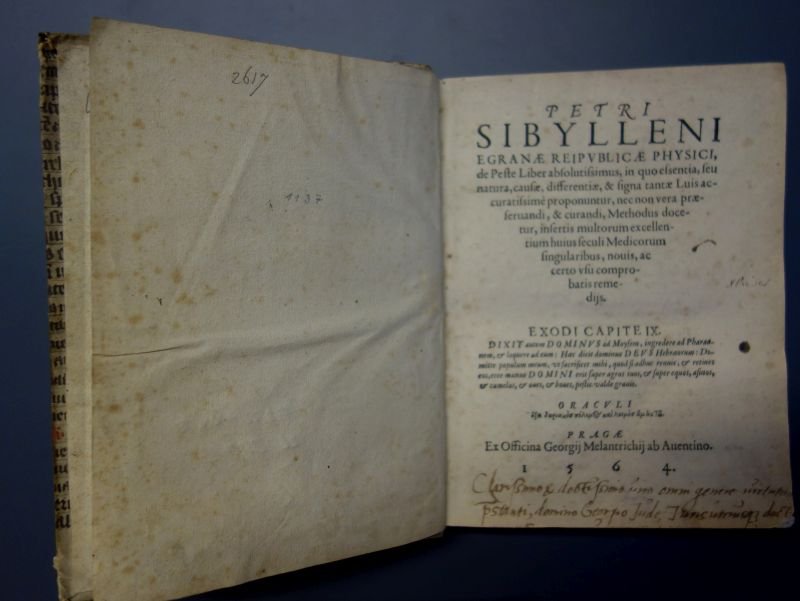 2617
1137
PETRI
SIBYLLENI
EGRANÆ REIPVBLICÆ PHYSICI,
de Peste Liber absolutissimus, in quo essentia, seu
natura, causæ, differentiæ, & signa tantæ Luis ac-
curatissimè proponuntur, nec non vera præ-
seruandi, & curandi, Methodus doce-
tur, insertis multorum excellen-
tium huius seculi Medicorum
singularibus, nouis, ac
certo vsu compro-
batis reme-
dijs.
EXODI CAPITE IX.
DIXIT autem DOMINVS ad Moysem, ingredere ad Pharao-
nem, & loquere ad eum: Hæc dicit dominus DEVS Hebræorum: Di-
mitte populum meum, vt sacrificet mihi, quod si adhuc renuis, & retines
eos, ecce manus DOMINI erit super agros tuos, & super equos, asinos,
& camelos, & oues, & boues, pestis valde grauis.
ORACVLI
PRAGÆ
Ex Officina Georgij Melantrichij ab Auentino.
1564.
omni genere
domino Georgio